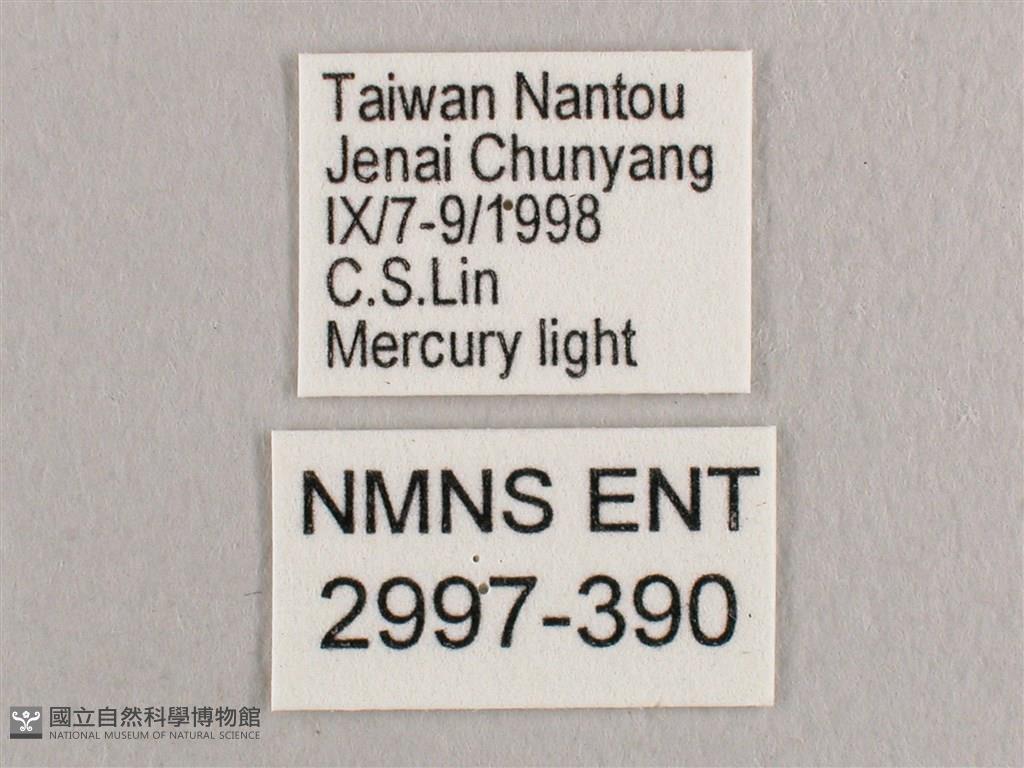 Taiwan Nantou
Jenai Chunyang
IX/7-9/1998
C.S.Lin
Mercury light
NMNS ENT
2997-390
國立自然科學博物館
NATIONAL MUSEUM OF NATURAL SCIENCE